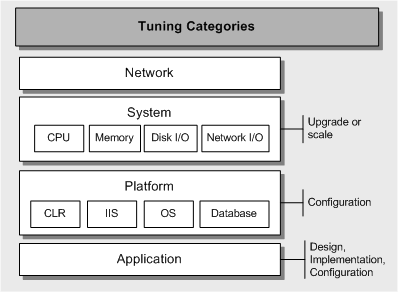 Tuning Categories
Network
System
CPU
Memory
Disk I/O
Network I/O
Upgrade or
scale
Platform
CLR
IIS
OS
Database
Configuration
Application
Design,
Implementation,
Configuration